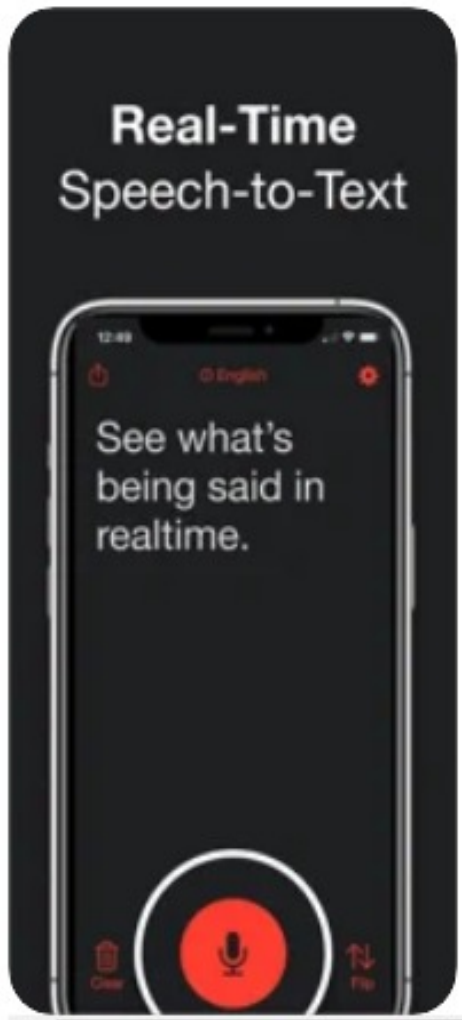 Real-Time
Speech-to-Text
12:49
English
See what's
being said in
realtime.
Clear
Flip